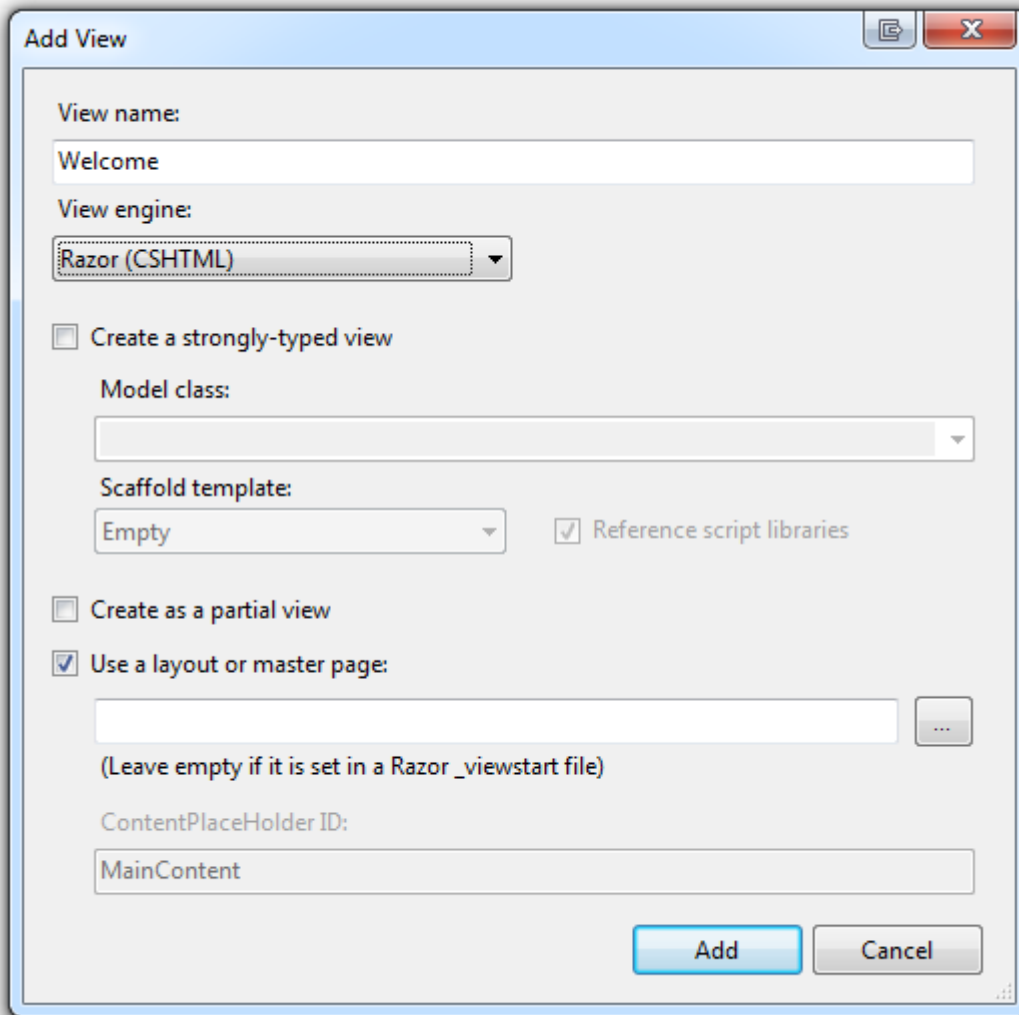 Add View
View name:
Welcome
View engine:
Razor (CSHTML)
Create a strongly-typed view
Model class:
Scaffold template:
Empty
Reference script libraries
Create as a partial view
Use a layout or master page:
...
(Leave empty if it is set in a Razor _viewstart file)
ContentPlaceHolder ID:
MainContent
Add
Cancel